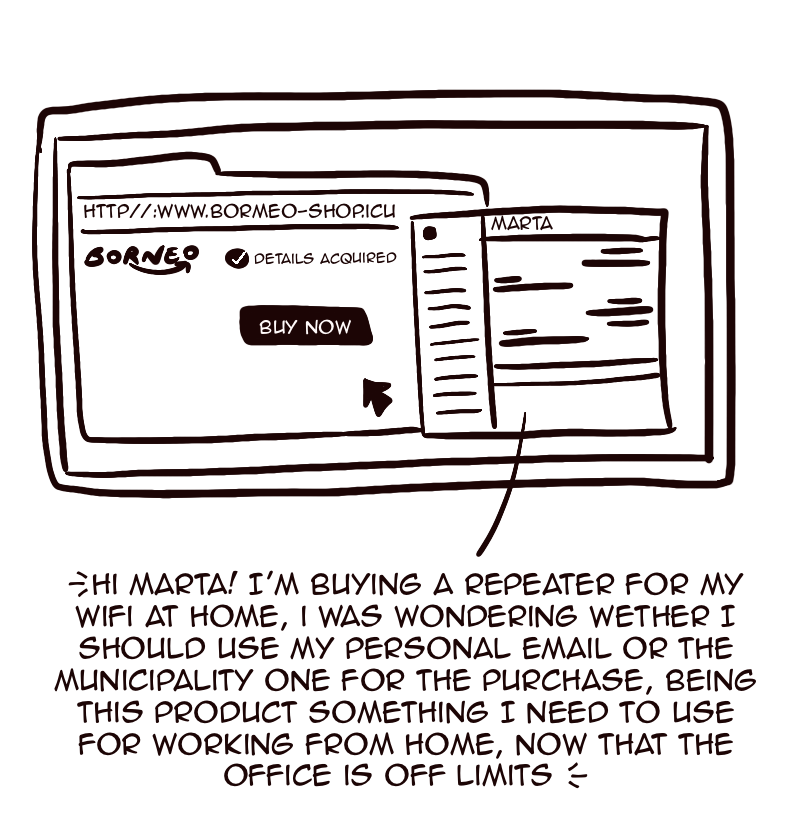 HTTP//:WWW.BORMEO-SHOP.ICU
BORNEO
DETAILS ACQUIRED
BUY NOW
MARTA
HI MARTA! I'M BUYING A REPEATER FOR MY
WIFI AT HOME, I WAS WONDERING WETHER I
SHOULD USE MY PERSONAL EMAIL OR THE
MUNICIPALITY ONE FOR THE PURCHASE, BEING
THIS PRODUCT SOMETHING I NEED TO USE
FOR WORKING FROM HOME, NOW THAT THE
OFFICE IS OFF LIMITS